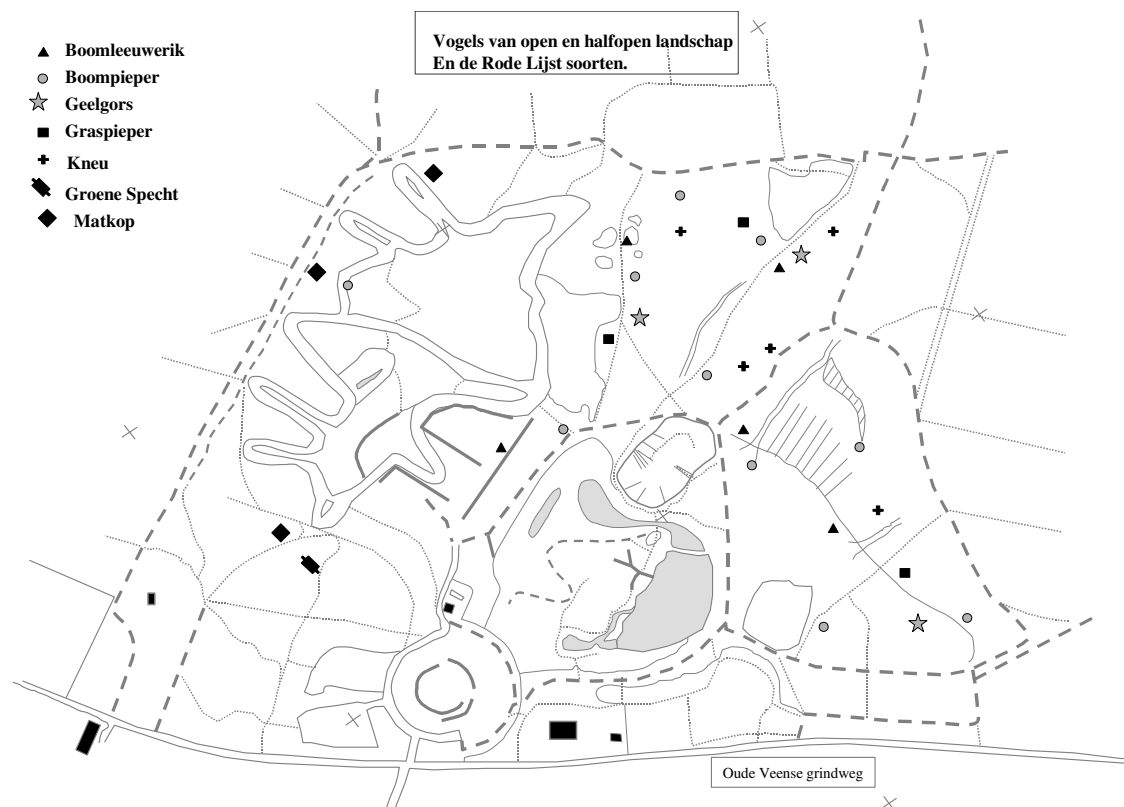 Vogels van open en halfopen landschap
En de Rode Lijst soorten.
Boomleeuwerik
Boompieper
Geelgors
Graspieper
Kneu
Groene Specht
Matkop
Oude Veense grindweg